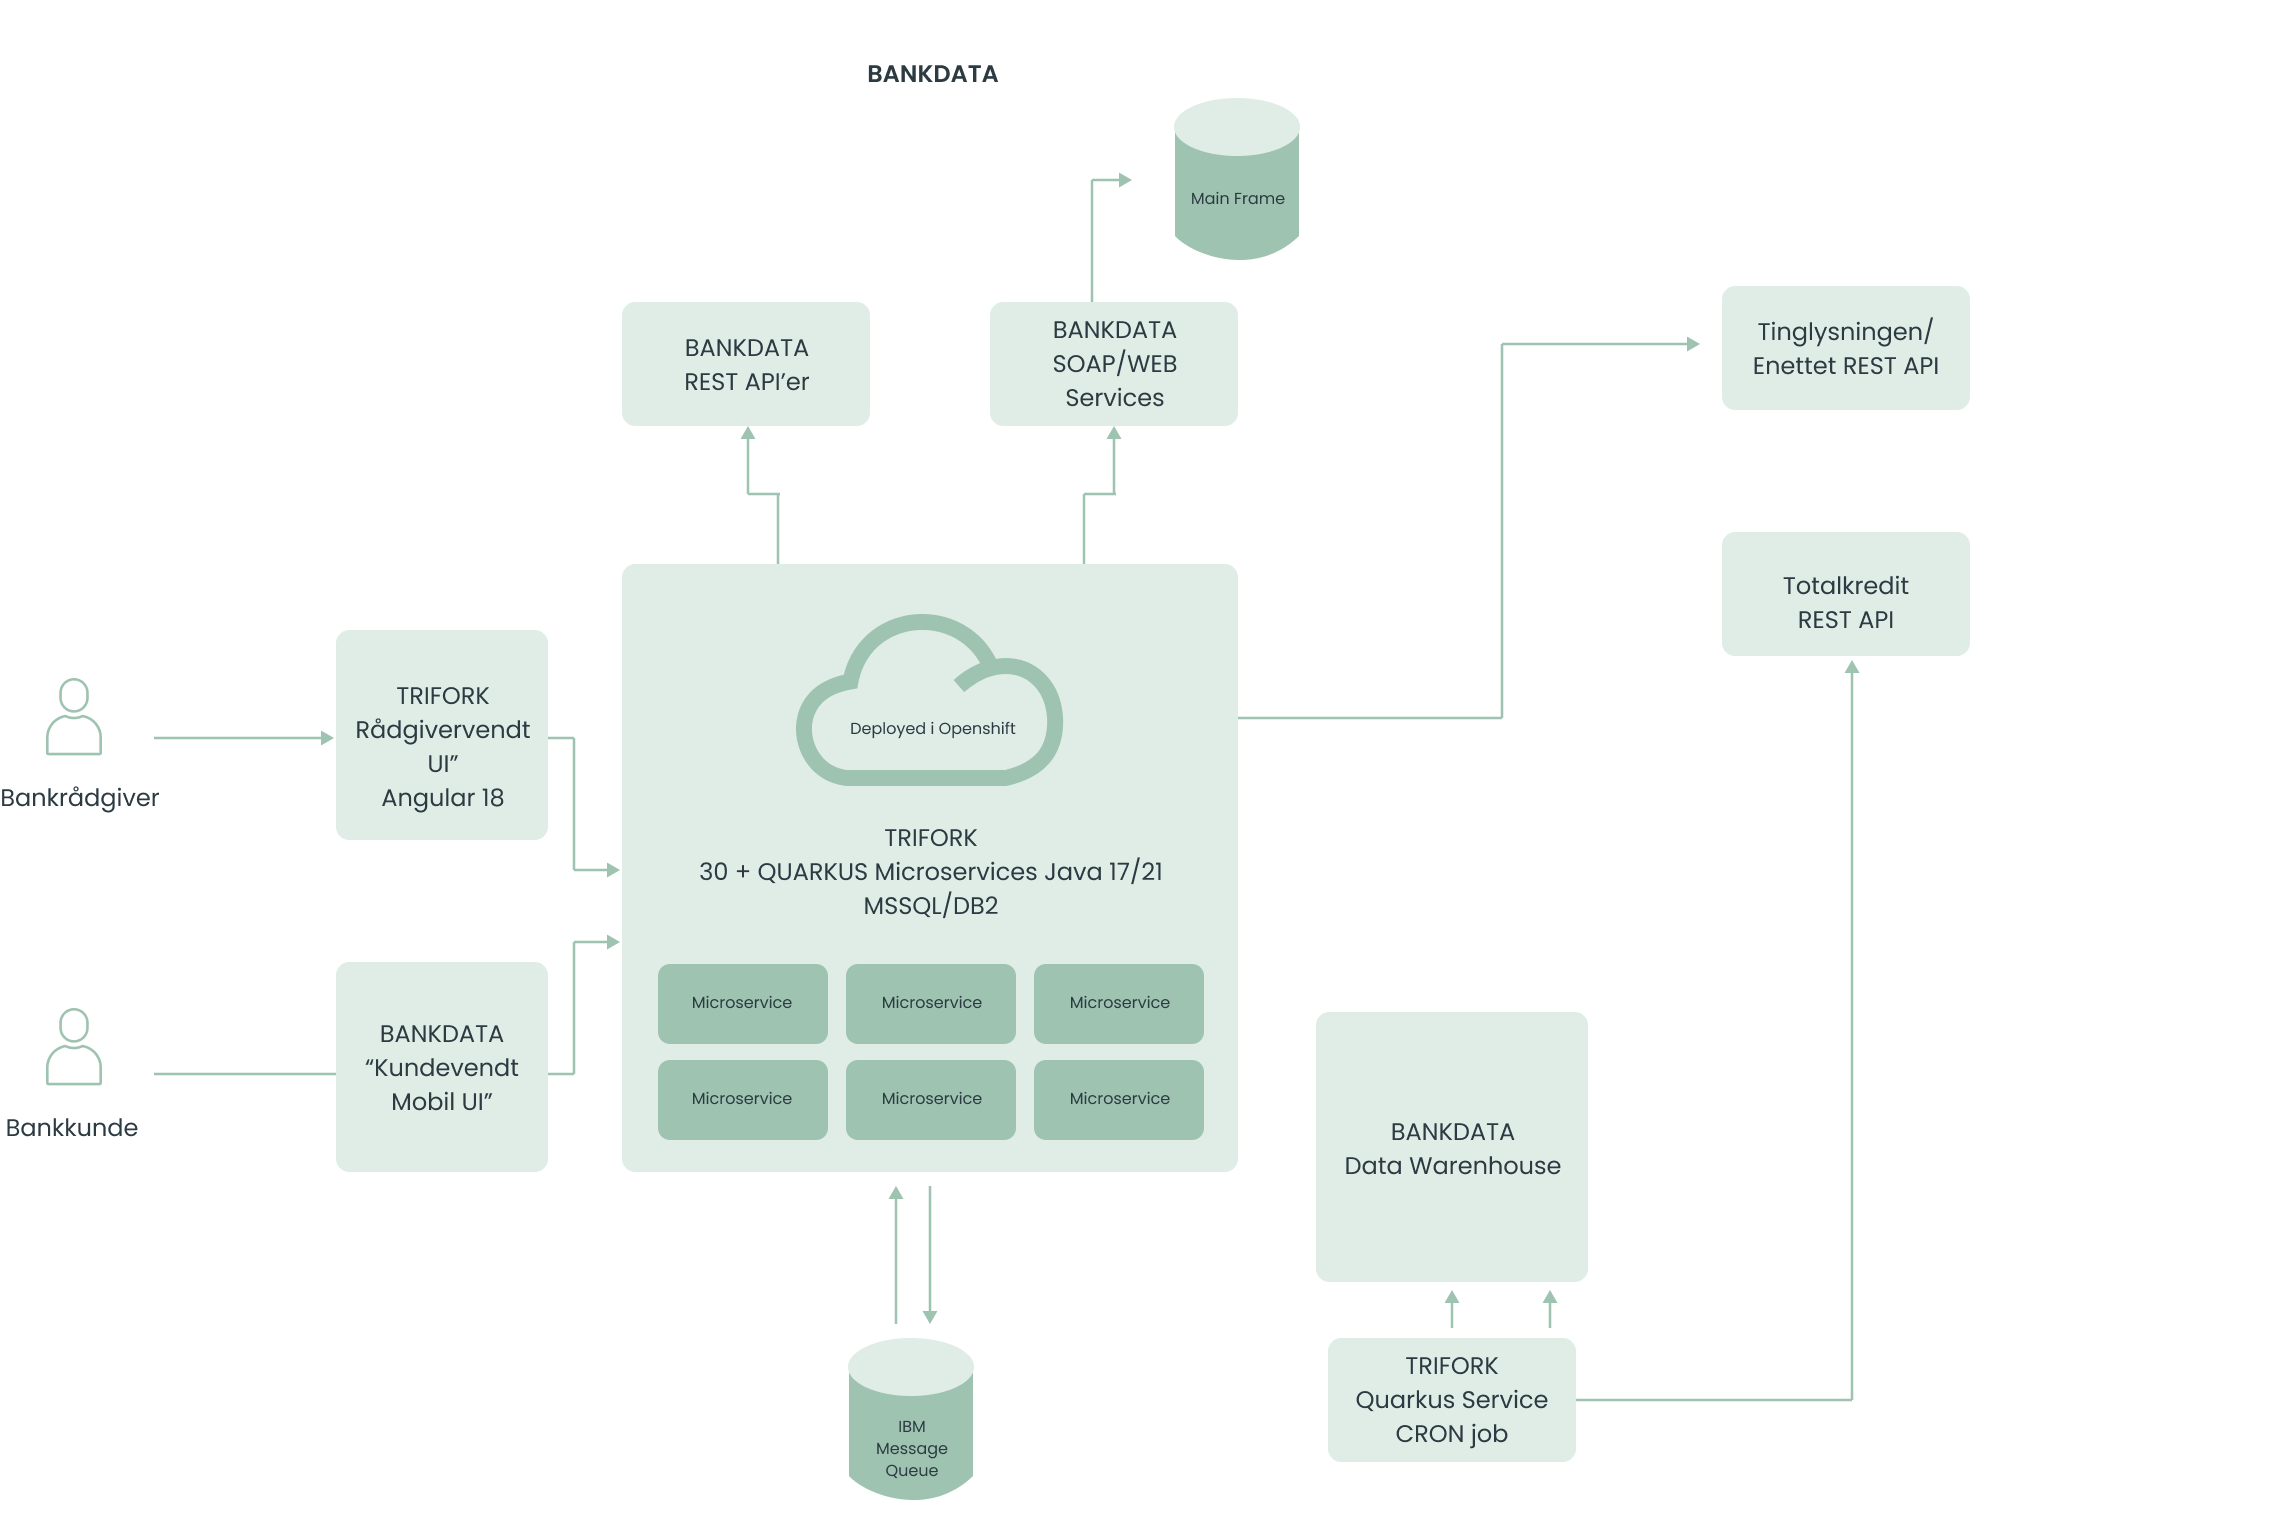 BANKDATA
Main Frame
BANKDATA
REST API’er
BANKDATA
SOAP/WEB
Services
Tinglysningen/
Enettet REST API
Totalkredit
REST API
Bankrådgiver
TRIFORK
Rådgivervendt
UI”
Angular 18
Deployed i Openshift
TRIFORK
30 + QUARKUS Microservices Java 17/21
MSSQL/DB2
Microservice
Microservice
Microservice
Microservice
Microservice
Microservice
Bankkunde
BANKDATA
“Kundevendt
Mobil UI”
BANKDATA
Data Warenhouse
TRIFORK
Quarkus Service
CRON job
IBM
Message
Queue